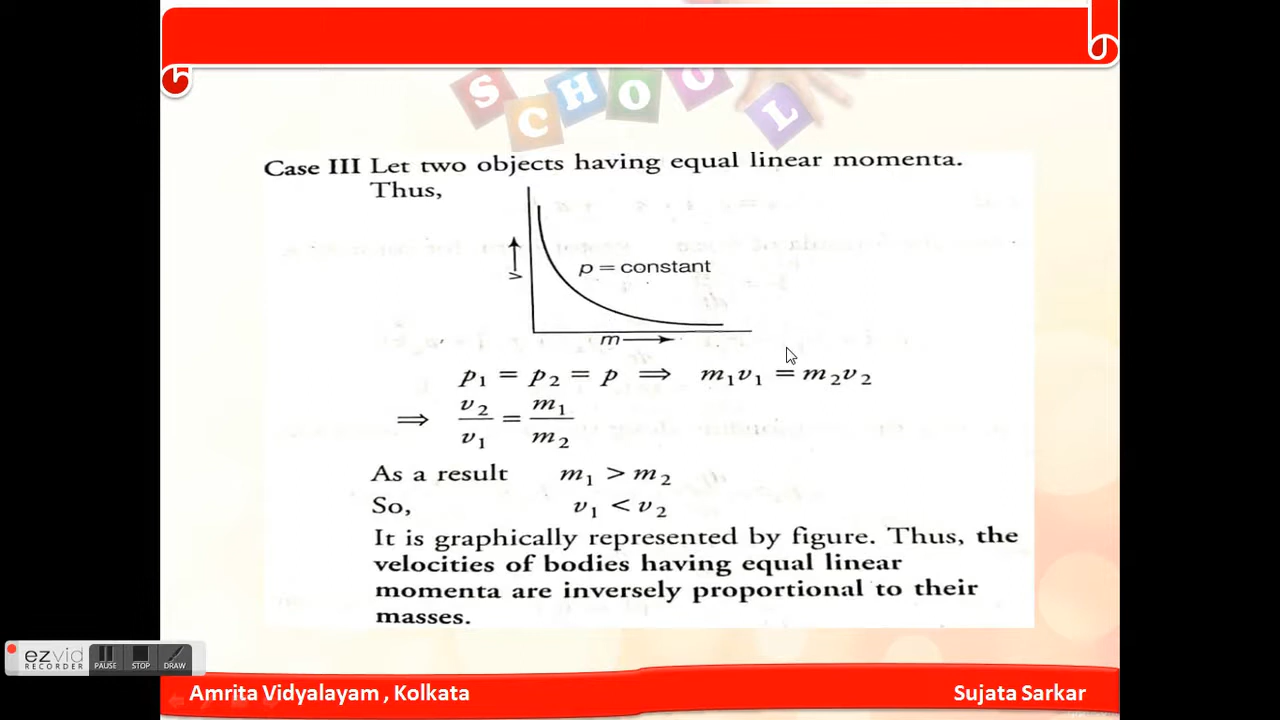 SCHOOL
Case III Let two objects having equal linear momenta.
Thus,
v
p = constant
m
p₁ = p₂ = p ⟹ m₁v₁ = m₂v₂
⟹ v₂/v₁ = m₁/m₂
As a result m₁ > m₂
So, v₁ < v₂
It is graphically represented by figure. Thus, the
velocities of bodies having equal linear
momenta are inversely proportional to their
masses.
ezvid
RECORDER
PAUSE STOP DRAW
Amrita Vidyalayam , Kolkata Sujata Sarkar